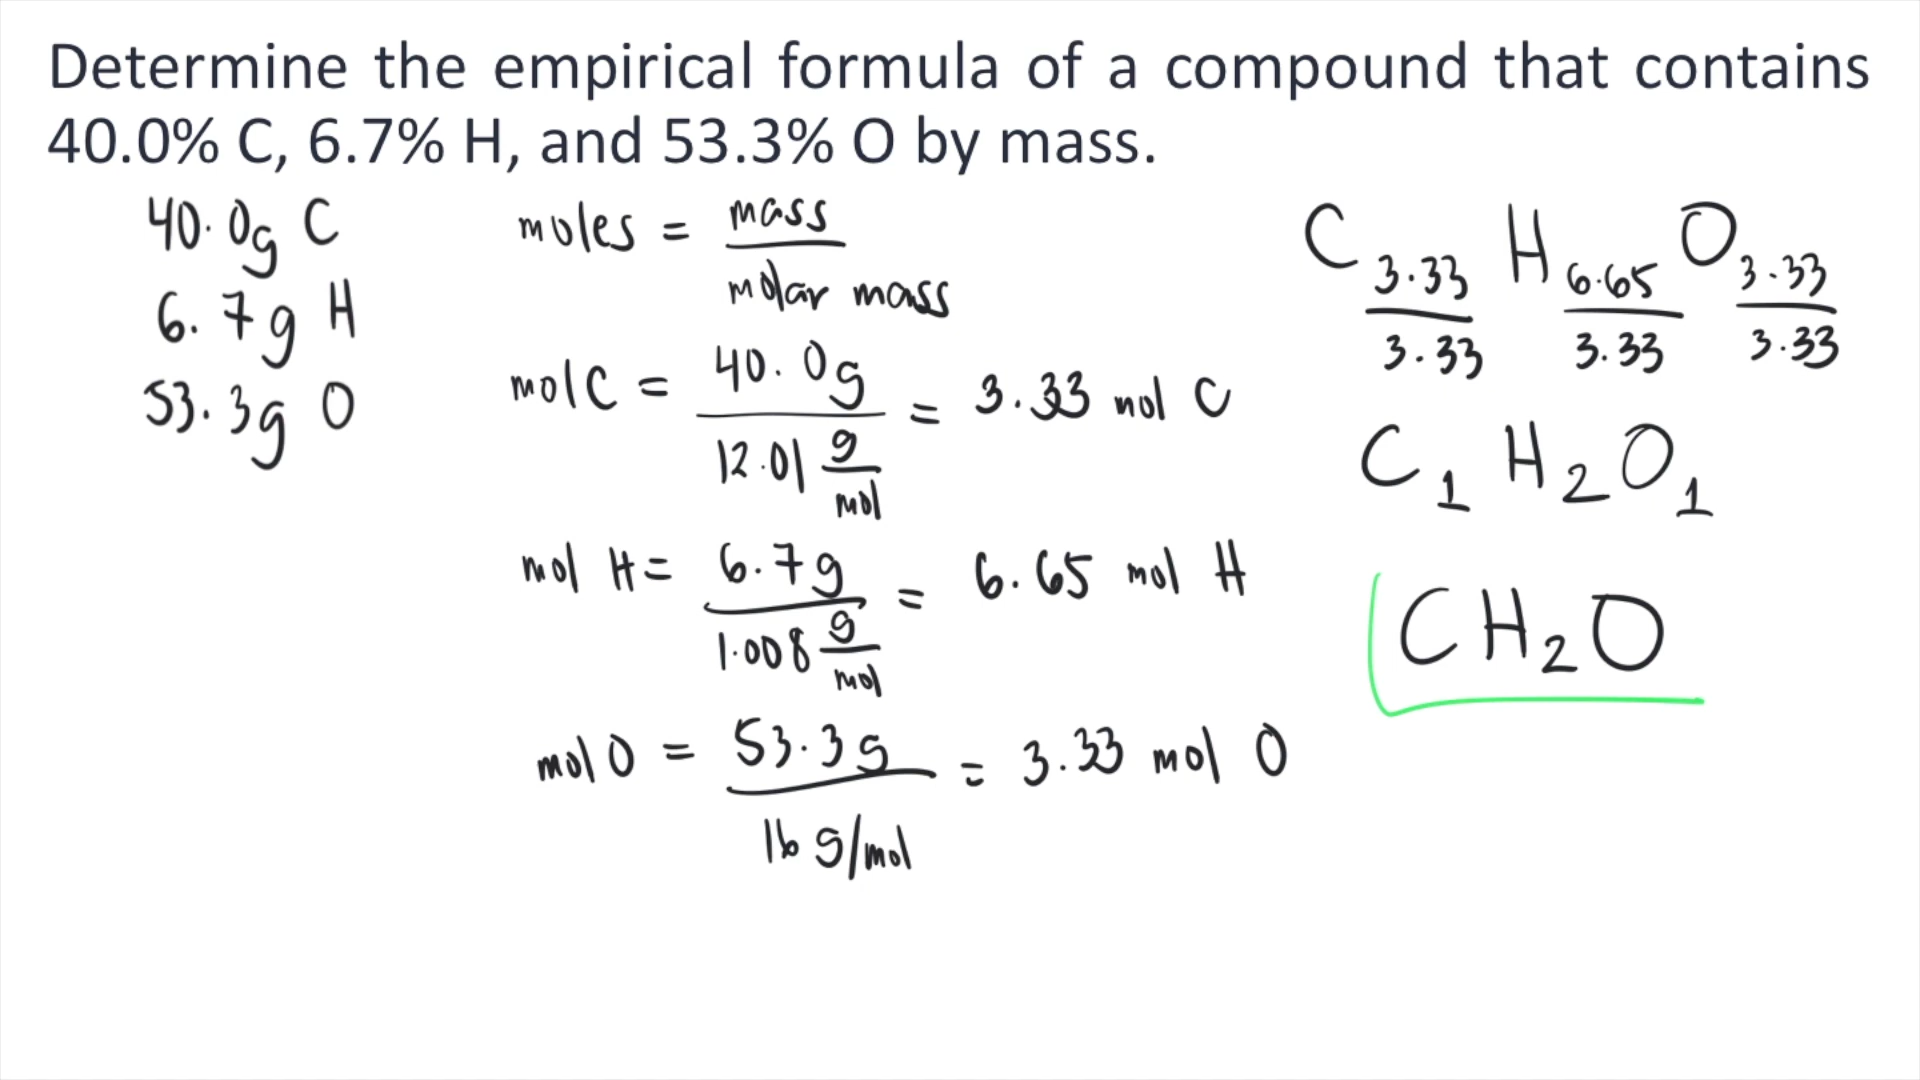 Determine the empirical formula of a compound that contains
40.0% C, 6.7% H, and 53.3% O by mass.
40.0g C
6.7g H
53.3g O
moles = mass / molar mass
mol C = 40.0g / 12.01 g/mol = 3.33 mol C
mol H = 6.7g / 1.008 g/mol = 6.65 mol H
mol O = 53.3g / 16 g/mol = 3.33 mol O
C 3.33/3.33 H 6.65/3.33 O 3.33/3.33
C₁H₂O₁
CH₂O